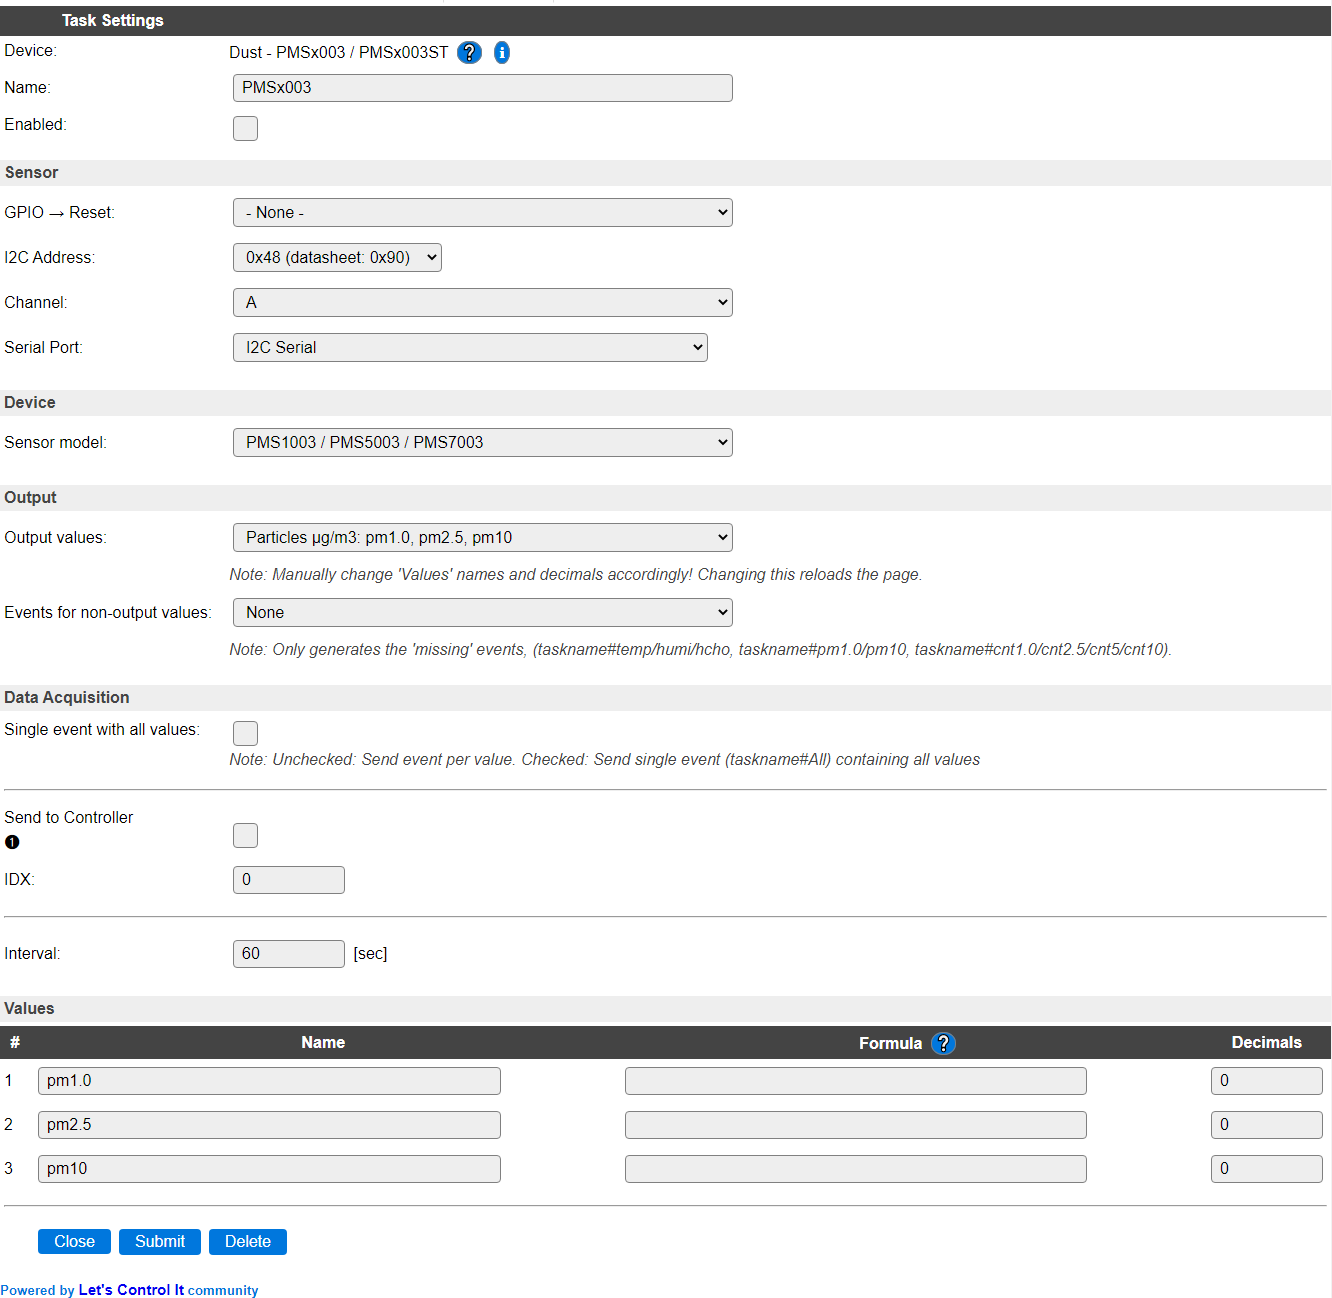 Task Settings
Device: Dust - PMSx003 / PMSx003ST ? i
Name: PMSx003
Enabled:
Sensor
GPIO → Reset: - None -
I2C Address: 0x48 (datasheet: 0x90)
Channel: A
Serial Port: I2C Serial
Device
Sensor model: PMS1003 / PMS5003 / PMS7003
Output
Output values: Particles µg/m3: pm1.0, pm2.5, pm10
Note: Manually change 'Values' names and decimals accordingly! Changing this reloads the page.
Events for non-output values: None
Note: Only generates the 'missing' events, (taskname#temp/humi/hcho, taskname#pm1.0/pm10, taskname#cnt1.0/cnt2.5/cnt5/cnt10).
Data Acquisition
Single event with all values:
Note: Unchecked: Send event per value. Checked: Send single event (taskname#All) containing all values
Send to Controller
❶
IDX: 0
Interval: 60 [sec]
Values
# Name Formula ? Decimals
1 pm1.0 0
2 pm2.5 0
3 pm10 0
Close Submit Delete
Powered by Let's Control It community